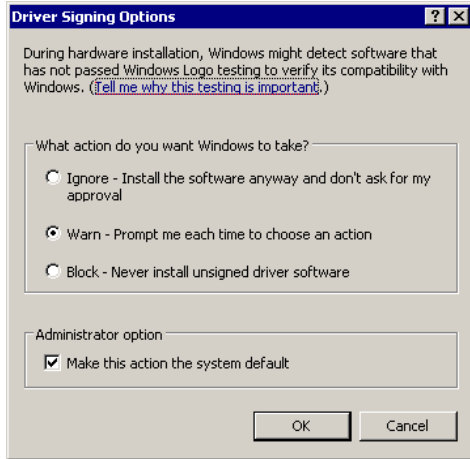 Driver Signing Options
During hardware installation, Windows might detect software that
has not passed Windows Logo testing to verify its compatibility with
Windows. (Tell me why this testing is important.)
What action do you want Windows to take?
Ignore - Install the software anyway and don't ask for my
approval
Warn - Prompt me each time to choose an action
Block - Never install unsigned driver software
Administrator option
Make this action the system default
OK Cancel